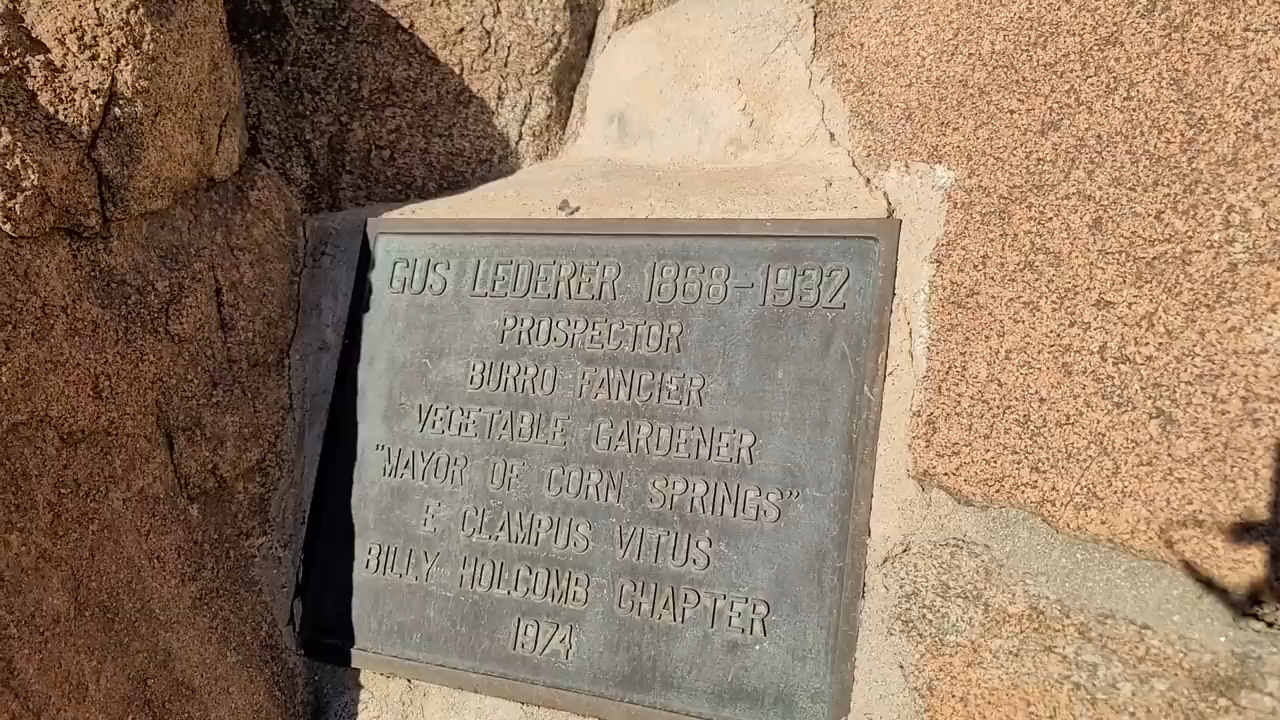 GUS LEDERER 1868-1932
PROSPECTOR
BURRO FANCIER
VEGETABLE GARDENER
"MAYOR OF CORN SPRINGS"
E CLAMPUS VITUS
BILLY HOLCOMB CHAPTER
1974